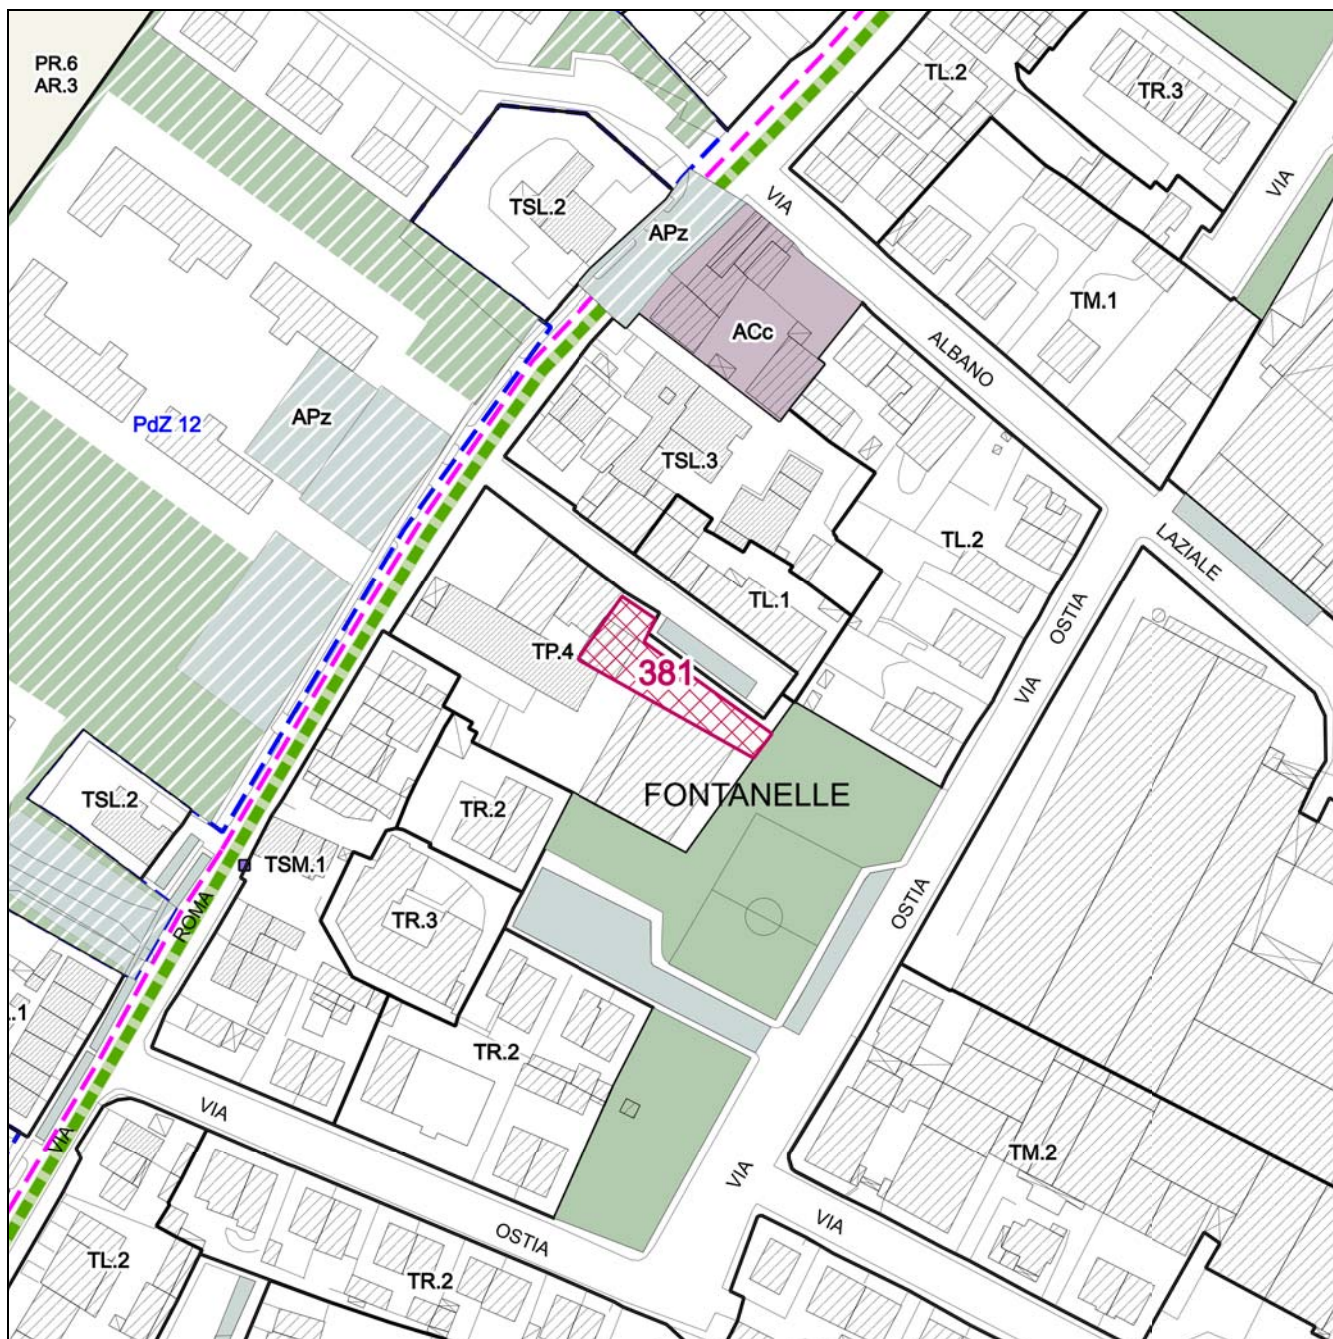 PR.6
AR.3
TL.2
TR.3
VIA
VIA
TSL.2
APz
TM.1
ACc
ALBANO
APz
PdZ 12
TSL.3
TL.2
LAZIALE
TL.1
OSTIA
TP.4
381
VIA
FONTANELLE
TSL.2
TR.2
TSM.1
OSTIA
ROMA
TR.3
.1
TR.2
VIA
VIA
TM.2
VIA
VIA
OSTIA
TL.2
TR.2